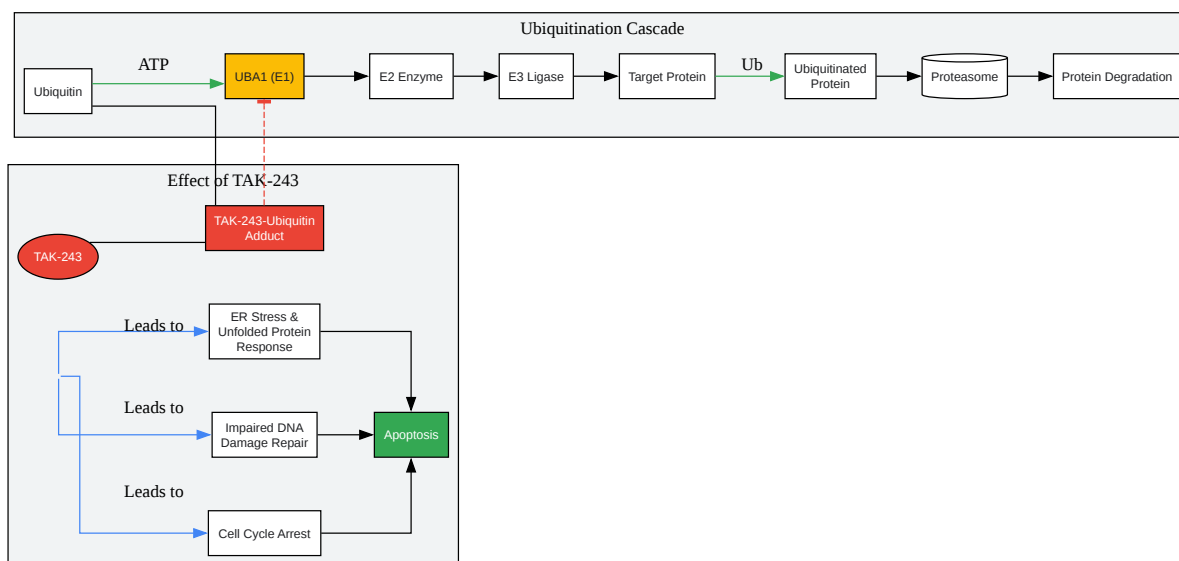 Ubiquitination Cascade
ATP
Ub
Ubiquitin
UBA1 (E1)
E2 Enzyme
E3 Ligase
Target Protein
Ubiquitinated
Protein
Proteasome
Protein Degradation
Effect of TAK-243
TAK-243-Ubiquitin
Adduct
TAK-243
Leads to
ER Stress &
Unfolded Protein
Response
Leads to
Impaired DNA
Damage Repair
Apoptosis
Leads to
Cell Cycle Arrest